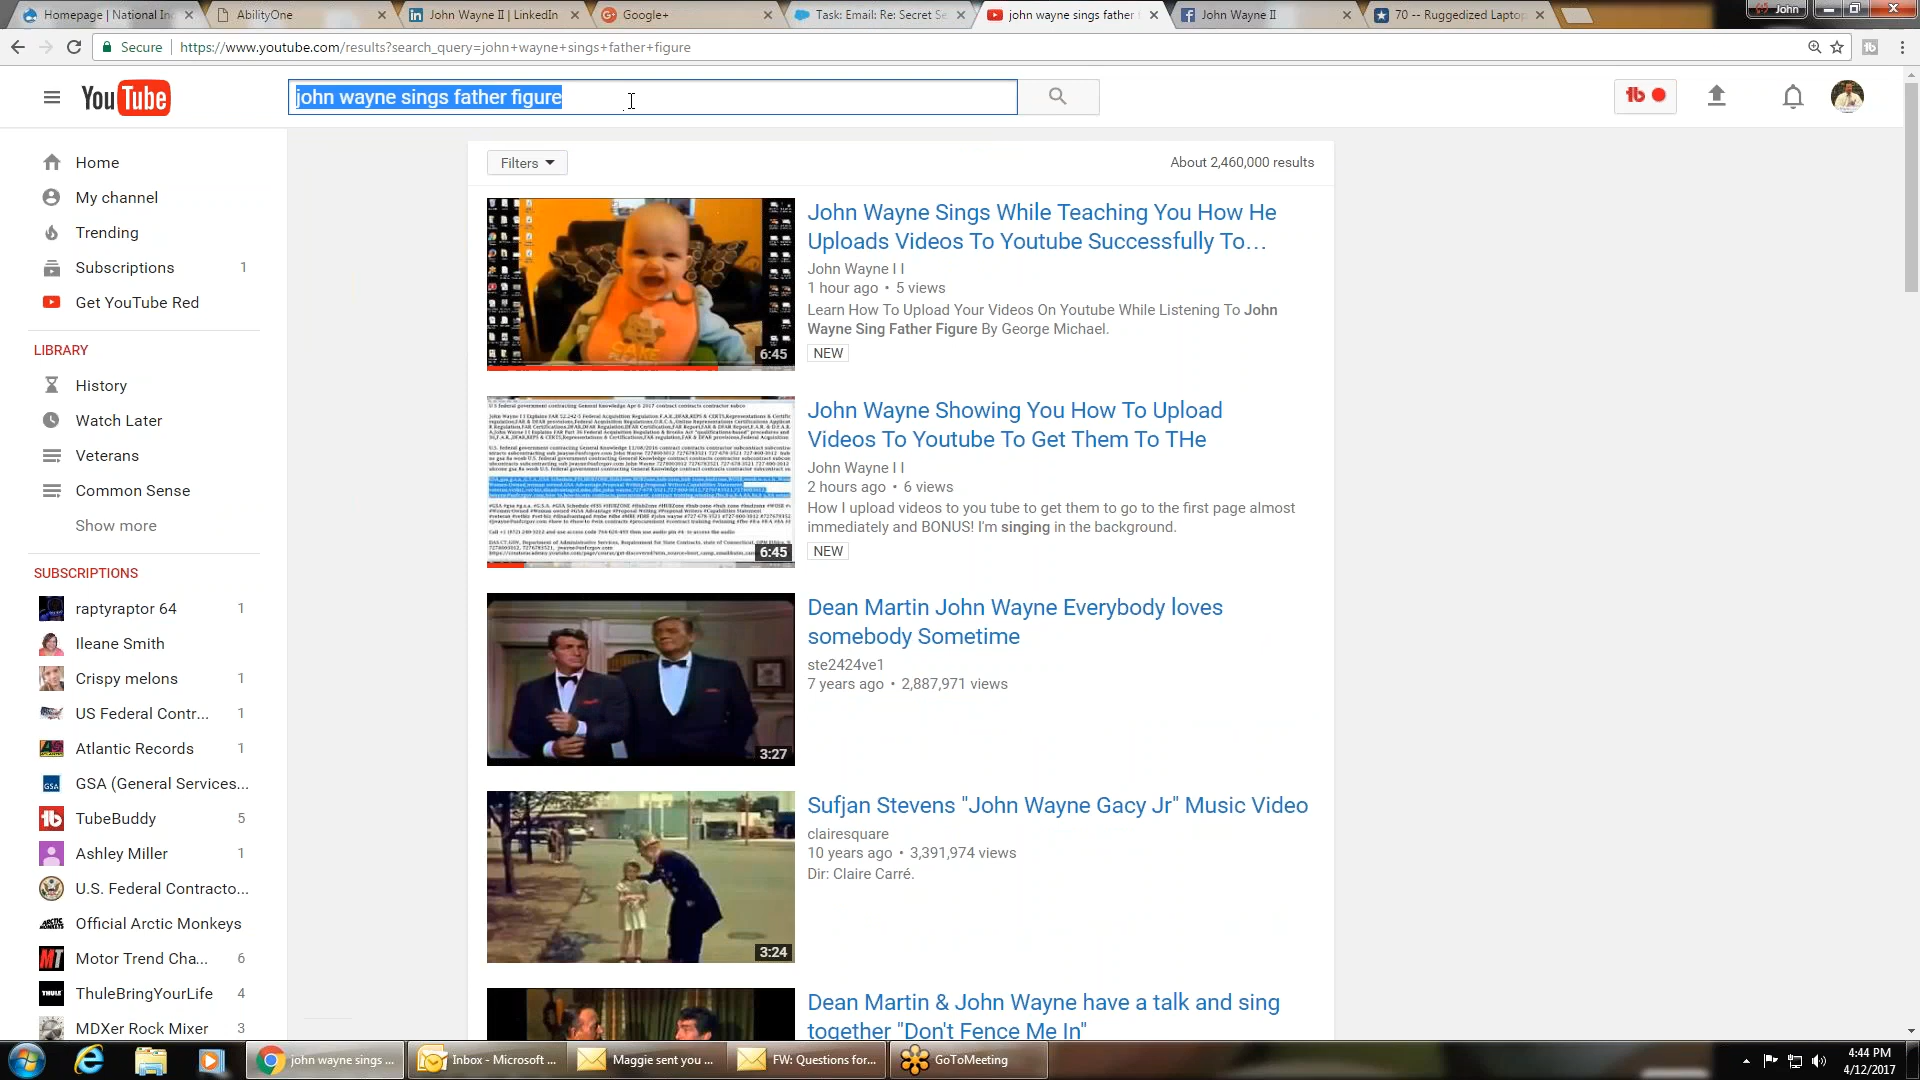 Homepage | National In
AbilityOne
John Wayne II | LinkedIn
Google+
Task: Email: Re: Secret Se
john wayne sings father
John Wayne II
70 -- Ruggedized Laptop
John
Secure
https://www.youtube.com/results?search_query=john+wayne+sings+father+figure
YouTube
john wayne sings father figure
Home
My channel
Trending
Subscriptions 1
Get YouTube Red
LIBRARY
History
Watch Later
Veterans
Common Sense
Show more
SUBSCRIPTIONS
raptyraptor 64 1
Ileane Smith
Crispy melons 1
US Federal Contr... 1
Atlantic Records 1
GSA (General Services...
TubeBuddy 5
Ashley Miller 1
U.S. Federal Contracto...
Official Arctic Monkeys
Motor Trend Cha... 6
ThuleBringYourLife 4
MDXer Rock Mixer 3
Filters
About 2,460,000 results
6:45
John Wayne Sings While Teaching You How He
Uploads Videos To Youtube Successfully To…
John Wayne I I
1 hour ago • 5 views
Learn How To Upload Your Videos On Youtube While Listening To John
Wayne Sing Father Figure By George Michael.
NEW
6:45
John Wayne Showing You How To Upload
Videos To Youtube To Get Them To THe
John Wayne I I
2 hours ago • 6 views
How I upload videos to you tube to get them to go to the first page almost
immediately and BONUS! I'm singing in the background.
NEW
3:27
Dean Martin John Wayne Everybody loves
somebody Sometime
ste2424ve1
7 years ago • 2,887,971 views
3:24
Sufjan Stevens "John Wayne Gacy Jr" Music Video
clairesquare
10 years ago • 3,391,974 views
Dir: Claire Carré.
Dean Martin & John Wayne have a talk and sing
together "Don't Fence Me In"
john wayne sings ...
Inbox - Microsoft ...
Maggie sent you ...
FW: Questions for...
GoToMeeting
4:44 PM
4/12/2017